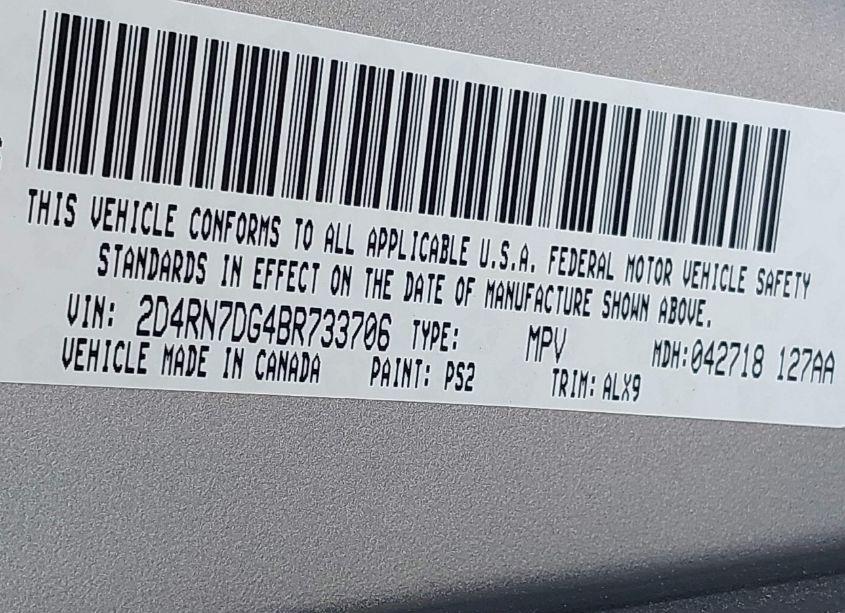 THIS VEHICLE CONFORMS TO ALL APPLICABLE U.S.A. FEDERAL MOTOR VEHICLE SAFETY
STANDARDS IN EFFECT ON THE DATE OF MANUFACTURE SHOWN ABOVE.
VIN: 2D4RN7DG4BR733706 TYPE: MPV MDH:042718 127AA
VEHICLE MADE IN CANADA PAINT: PS2 TRIM: ALX9